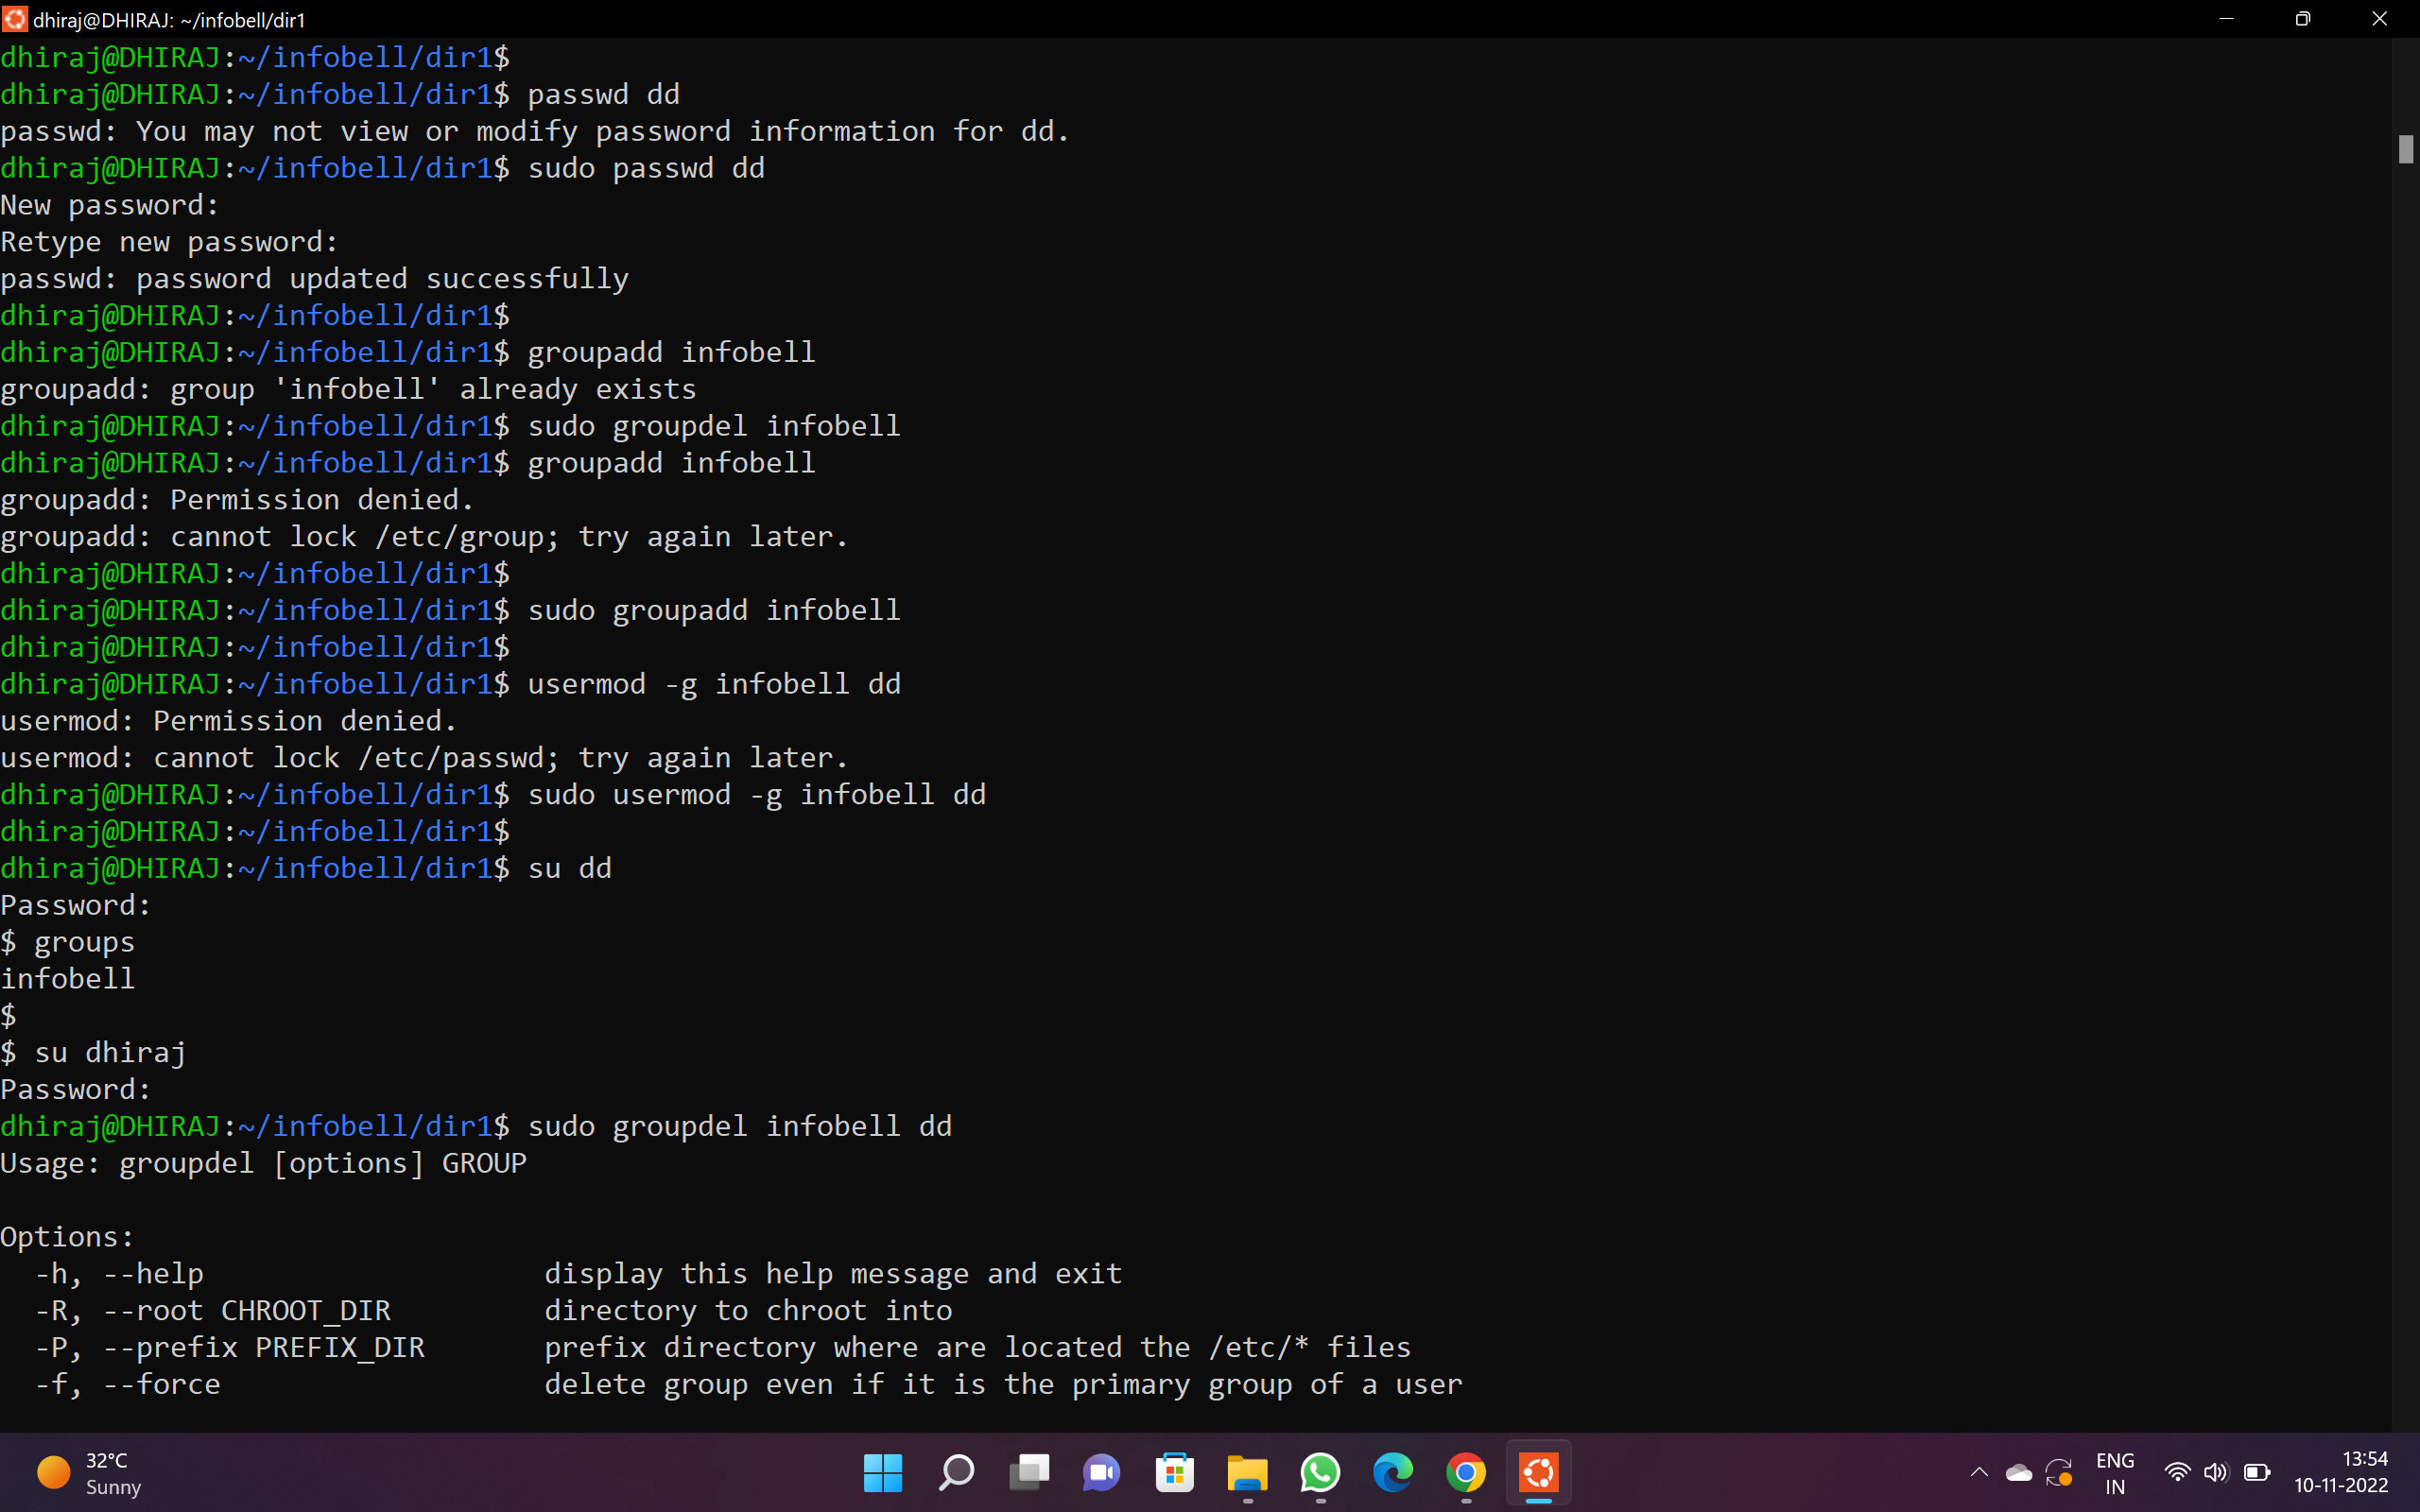 dhiraj@DHIRAJ: ~/infobell/dir1
dhiraj@DHIRAJ:~/infobell/dir1$
dhiraj@DHIRAJ:~/infobell/dir1$ passwd dd
passwd: You may not view or modify password information for dd.
dhiraj@DHIRAJ:~/infobell/dir1$ sudo passwd dd
New password:
Retype new password:
passwd: password updated successfully
dhiraj@DHIRAJ:~/infobell/dir1$
dhiraj@DHIRAJ:~/infobell/dir1$ groupadd infobell
groupadd: group 'infobell' already exists
dhiraj@DHIRAJ:~/infobell/dir1$ sudo groupdel infobell
dhiraj@DHIRAJ:~/infobell/dir1$ groupadd infobell
groupadd: Permission denied.
groupadd: cannot lock /etc/group; try again later.
dhiraj@DHIRAJ:~/infobell/dir1$
dhiraj@DHIRAJ:~/infobell/dir1$ sudo groupadd infobell
dhiraj@DHIRAJ:~/infobell/dir1$
dhiraj@DHIRAJ:~/infobell/dir1$ usermod -g infobell dd
usermod: Permission denied.
usermod: cannot lock /etc/passwd; try again later.
dhiraj@DHIRAJ:~/infobell/dir1$ sudo usermod -g infobell dd
dhiraj@DHIRAJ:~/infobell/dir1$
dhiraj@DHIRAJ:~/infobell/dir1$ su dd
Password:
$ groups
infobell
$
$ su dhiraj
Password:
dhiraj@DHIRAJ:~/infobell/dir1$ sudo groupdel infobell dd
Usage: groupdel [options] GROUP

Options:
  -h, --help                    display this help message and exit
  -R, --root CHROOT_DIR         directory to chroot into
  -P, --prefix PREFIX_DIR       prefix directory where are located the /etc/* files
  -f, --force                   delete group even if it is the primary group of a user
32°C
Sunny
ENG
IN
13:54
10-11-2022